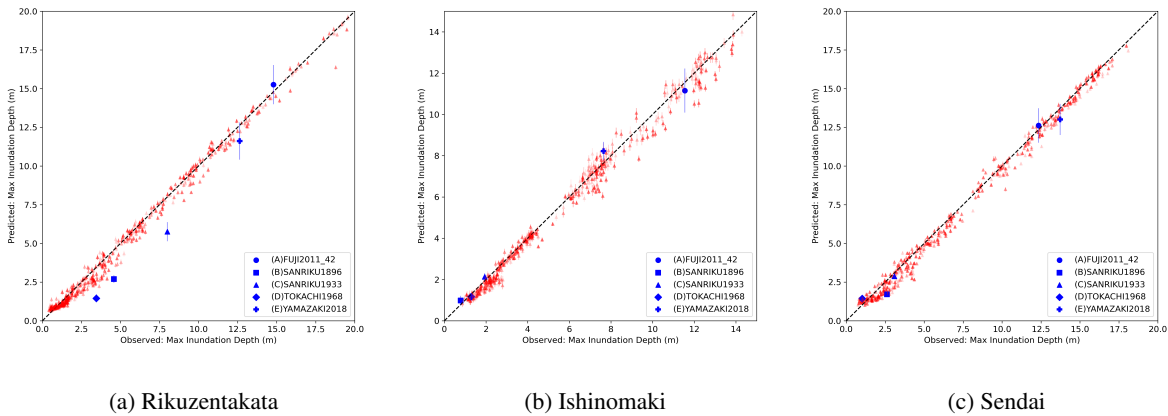 20.0
17.5
15.0
12.5
10.0
7.5
5.0
2.5
0.0
Predicted: Max Inundation Depth (m)
(A)FUJI2011_42
(B)SANRIKU1896
(C)SANRIKU1933
(D)TOKACHI1968
(E)YAMAZAKI2018
0.0 2.5 5.0 7.5 10.0 12.5 15.0 17.5 20.0
Observed: Max Inundation Depth (m)
14
12
10
8
6
4
2
0
Predicted: Max Inundation Depth (m)
(A)FUJI2011_42
(B)SANRIKU1896
(C)SANRIKU1933
(D)TOKACHI1968
(E)YAMAZAKI2018
0 2 4 6 8 10 12 14
Observed: Max Inundation Depth (m)
20.0
17.5
15.0
12.5
10.0
7.5
5.0
2.5
0.0
Predicted: Max Inundation Depth (m)
(A)FUJI2011_42
(B)SANRIKU1896
(C)SANRIKU1933
(D)TOKACHI1968
(E)YAMAZAKI2018
0.0 2.5 5.0 7.5 10.0 12.5 15.0 17.5 20.0
Observed: Max Inundation Depth (m)
(a) Rikuzentakata
(b) Ishinomaki
(c) Sendai